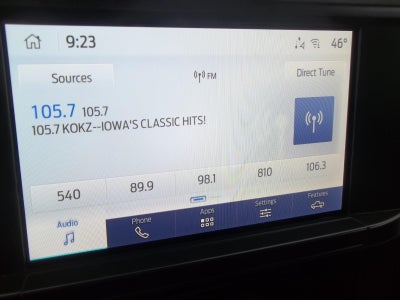 9:23 46°
Sources FM Direct Tune
105.7 105.7
105.7 KOKZ--IOWA'S CLASSIC HITS!
540 89.9 98.1 810 106.3
Audio Phone Apps Settings Features